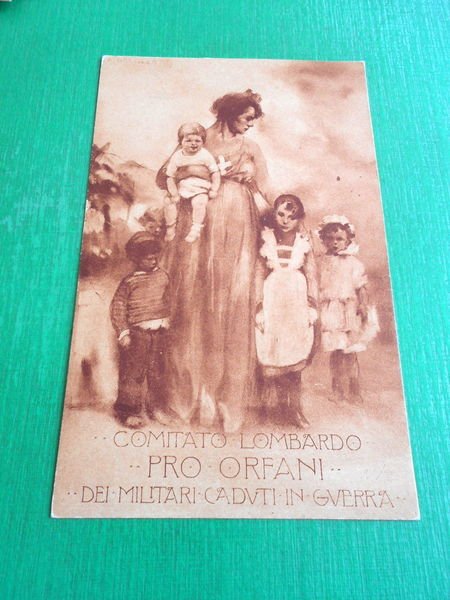 ·· COMITATO · LOMBARDO ··
·· PRO · ORFANI ··
·· DEI · MILITARI · CADVTI · IN · GVERRA ··